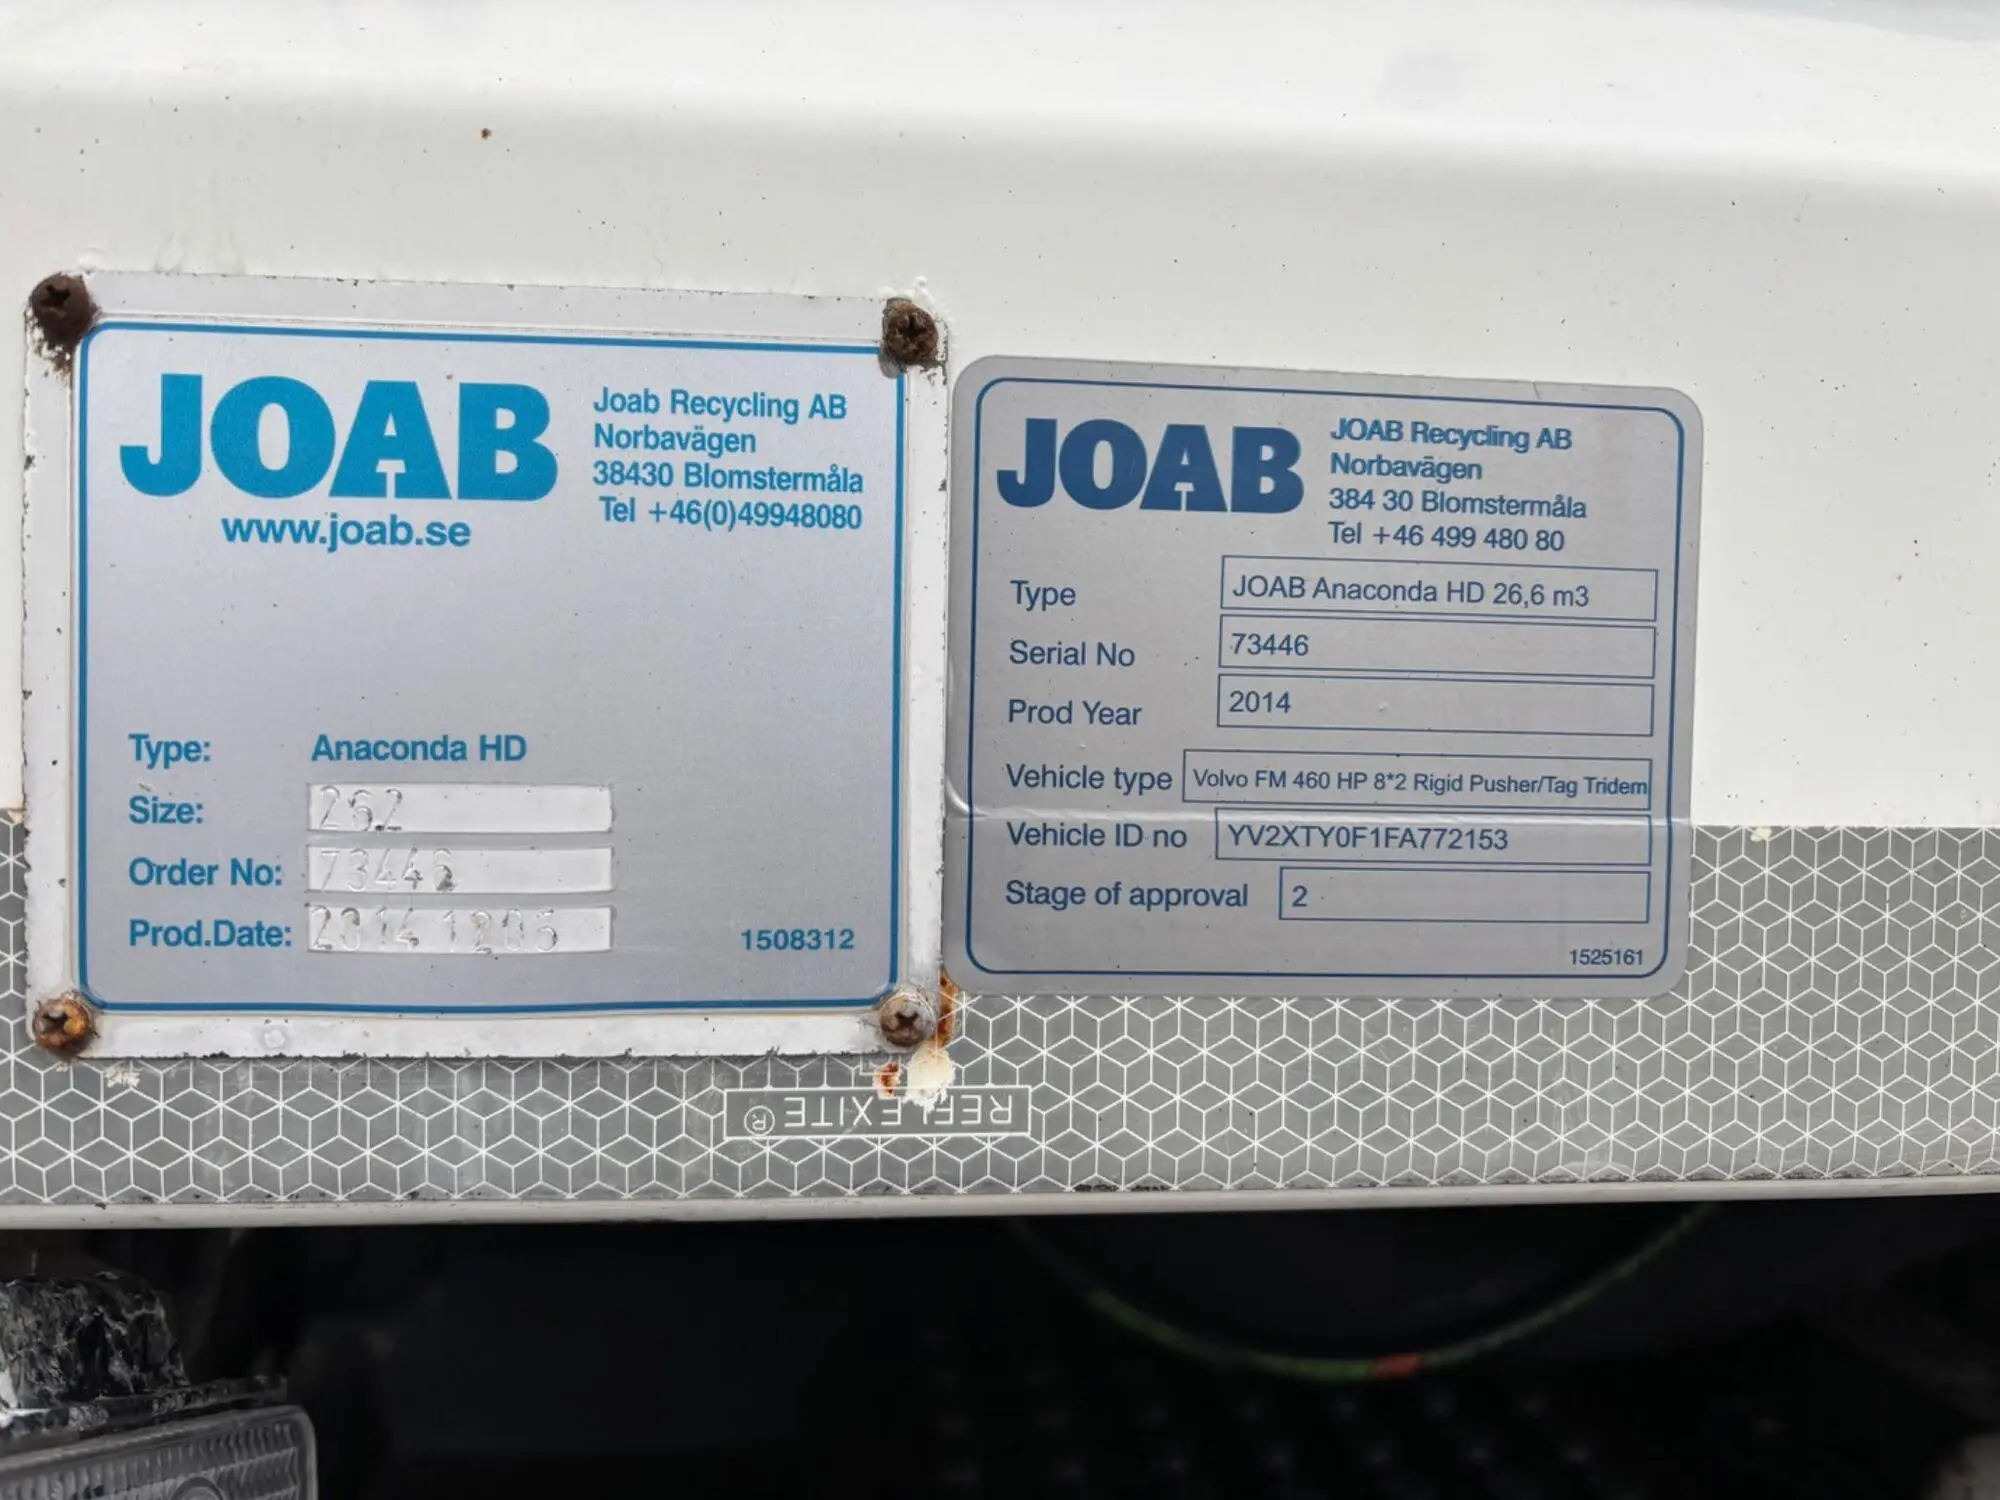 JOAB
www.joab.se
Joab Recycling AB
Norbavägen
38430 Blomstermåla
Tel +46(0)49948080
Type: Anaconda HD
Size: 262
Order No: 73446
Prod.Date: 20141205
1508312
JOAB
JOAB Recycling AB
Norbavägen
384 30 Blomstermåla
Tel +46 499 480 80
Type JOAB Anaconda HD 26,6 m3
Serial No 73446
Prod Year 2014
Vehicle type Volvo FM 460 HP 8*2 Rigid Pusher/Tag Tridem
Vehicle ID no YV2XTY0F1FA772153
Stage of approval 2
1525161
REFLEXITE®